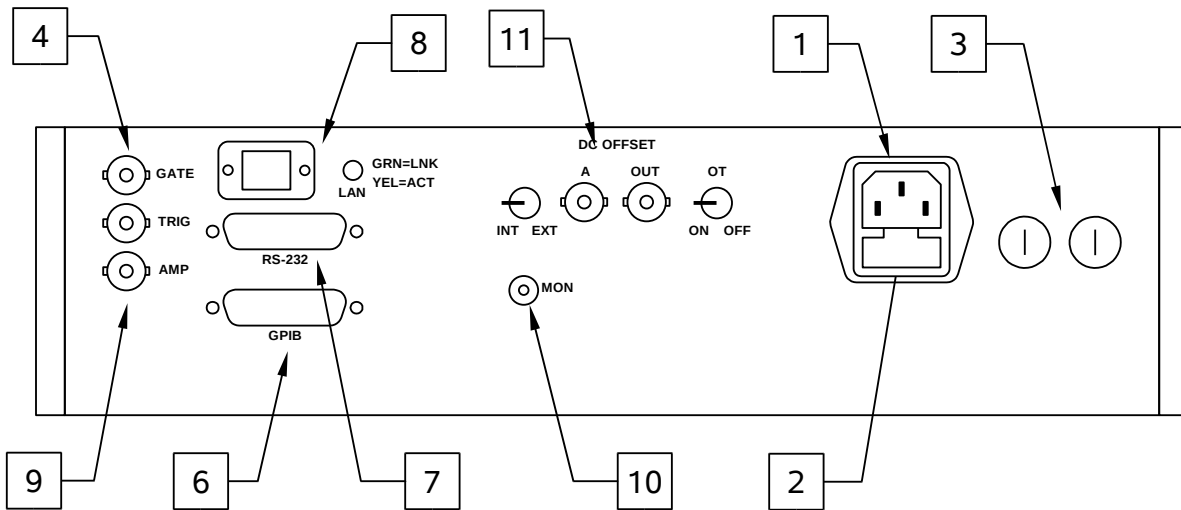 4
8
11
1
3
DC OFFSET
GATE
GRN=LNK
YEL=ACT
LAN
A
OUT
OT
TRIG
INT EXT
ON OFF
RS-232
AMP
MON
GPIB
9
6
7
10
2